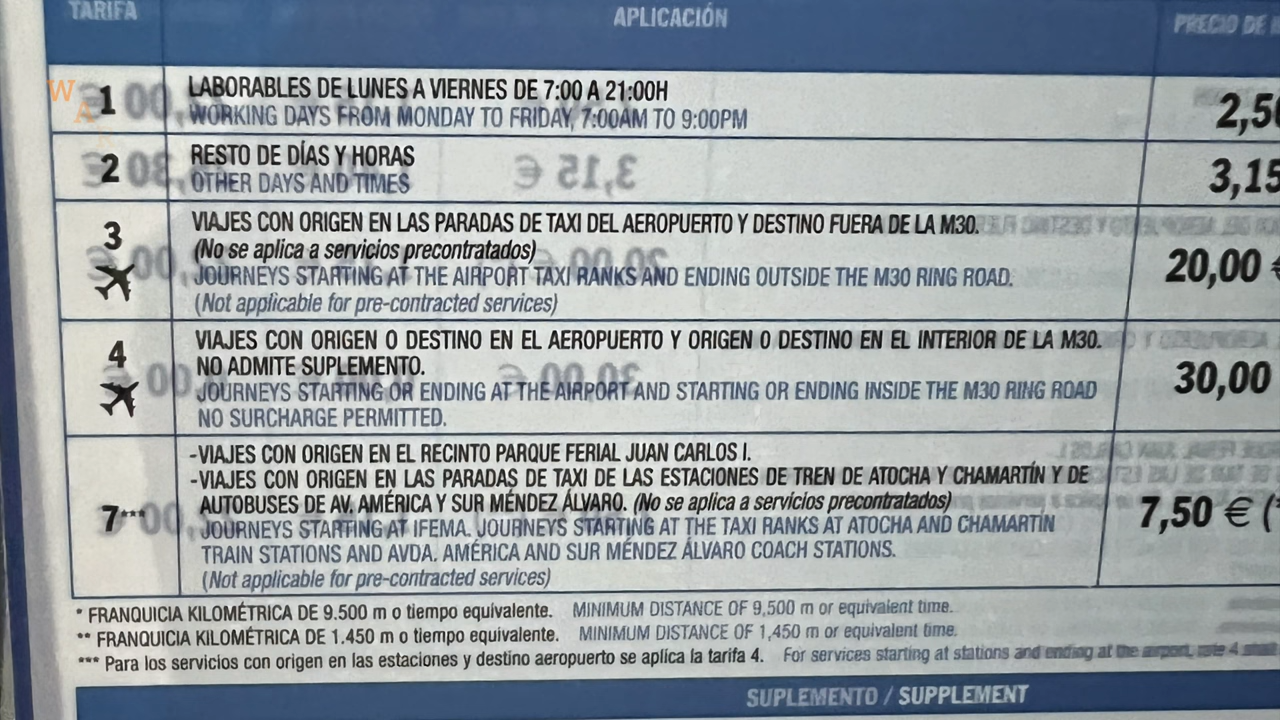 TARIFA APLICACIÓN PRECIO DE
1 LABORABLES DE LUNES A VIERNES DE 7:00 A 21:00H 2,50
WORKING DAYS FROM MONDAY TO FRIDAY, 7:00AM TO 9:00PM
2 RESTO DE DÍAS Y HORAS 3,15
OTHER DAYS AND TIMES
3,15 €
3 VIAJES CON ORIGEN EN LAS PARADAS DE TAXI DEL AEROPUERTO Y DESTINO FUERA DE LA M30. 20,00 €
(No se aplica a servicios precontratados)
JOURNEYS STARTING AT THE AIRPORT TAXI RANKS AND ENDING OUTSIDE THE M30 RING ROAD.
(Not applicable for pre-contracted services)
4 VIAJES CON ORIGEN O DESTINO EN EL AEROPUERTO Y ORIGEN O DESTINO EN EL INTERIOR DE LA M30. 30,00
NO ADMITE SUPLEMENTO.
JOURNEYS STARTING OR ENDING AT THE AIRPORT AND STARTING OR ENDING INSIDE THE M30 RING ROAD
NO SURCHARGE PERMITTED.
7*** -VIAJES CON ORIGEN EN EL RECINTO PARQUE FERIAL JUAN CARLOS I. 7,50 € (
-VIAJES CON ORIGEN EN LAS PARADAS DE TAXI DE LAS ESTACIONES DE TREN DE ATOCHA Y CHAMARTÍN Y DE
AUTOBUSES DE AV. AMÉRICA Y SUR MÉNDEZ ÁLVARO. (No se aplica a servicios precontratados)
JOURNEYS STARTING AT IFEMA. JOURNEYS STARTING AT THE TAXI RANKS AT ATOCHA AND CHAMARTÍN
TRAIN STATIONS AND AVDA. AMÉRICA AND SUR MÉNDEZ ÁLVARO COACH STATIONS.
(Not applicable for pre-contracted services)
* FRANQUICIA KILOMÉTRICA DE 9.500 m o tiempo equivalente. MINIMUM DISTANCE OF 9,500 m or equivalent time.
** FRANQUICIA KILOMÉTRICA DE 1.450 m o tiempo equivalente. MINIMUM DISTANCE OF 1,450 m or equivalent time.
*** Para los servicios con origen en las estaciones y destino aeropuerto se aplica la tarifa 4. For services starting at stations and ending at the airport, rate 4
SUPLEMENTO / SUPPLEMENT